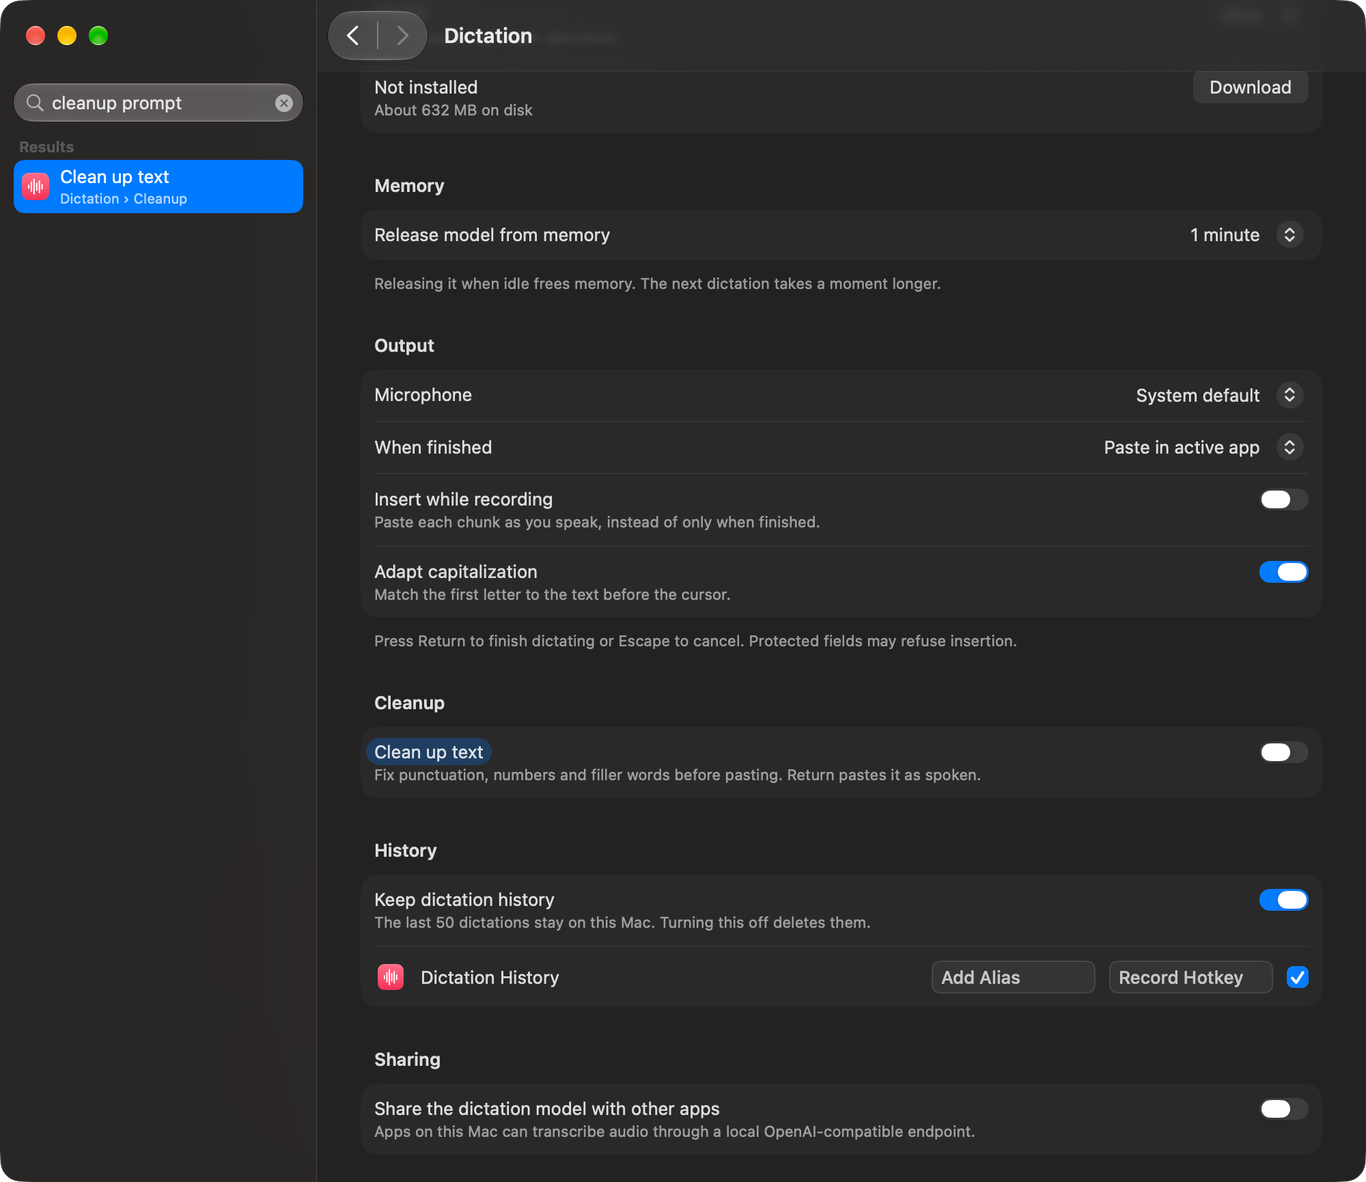 Dictation
cleanup prompt
Results
Clean up text
Dictation › Cleanup
Not installed
About 632 MB on disk
Download
Memory
Release model from memory
1 minute
Releasing it when idle frees memory. The next dictation takes a moment longer.
Output
Microphone
System default
When finished
Paste in active app
Insert while recording
Paste each chunk as you speak, instead of only when finished.
Adapt capitalization
Match the first letter to the text before the cursor.
Press Return to finish dictating or Escape to cancel. Protected fields may refuse insertion.
Cleanup
Clean up text
Fix punctuation, numbers and filler words before pasting. Return pastes it as spoken.
History
Keep dictation history
The last 50 dictations stay on this Mac. Turning this off deletes them.
Dictation History
Add Alias
Record Hotkey
Sharing
Share the dictation model with other apps
Apps on this Mac can transcribe audio through a local OpenAI-compatible endpoint.